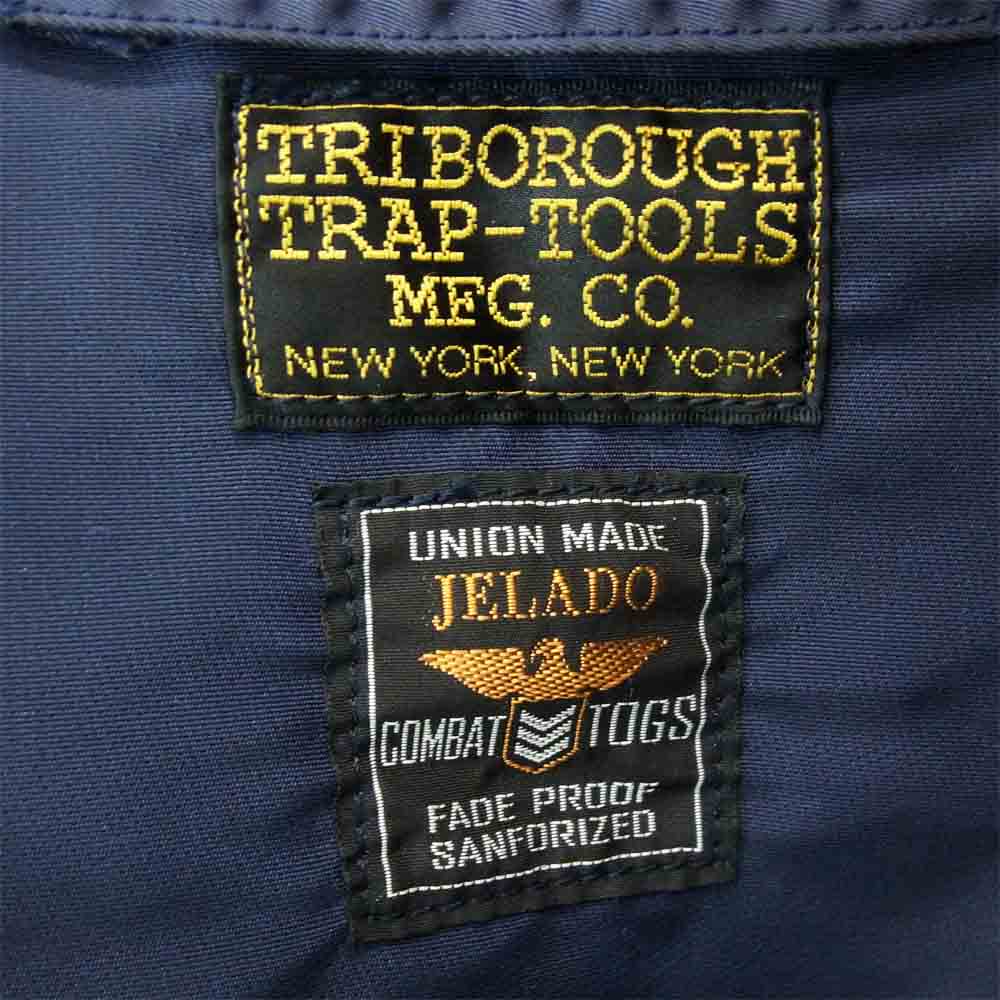 TRIBOROUGH
TRAP-TOOLS
MFG. CO.
NEW YORK, NEW YORK
UNION MADE
JELADO
COMBAT TOGS
FADE PROOF
SANFORIZED